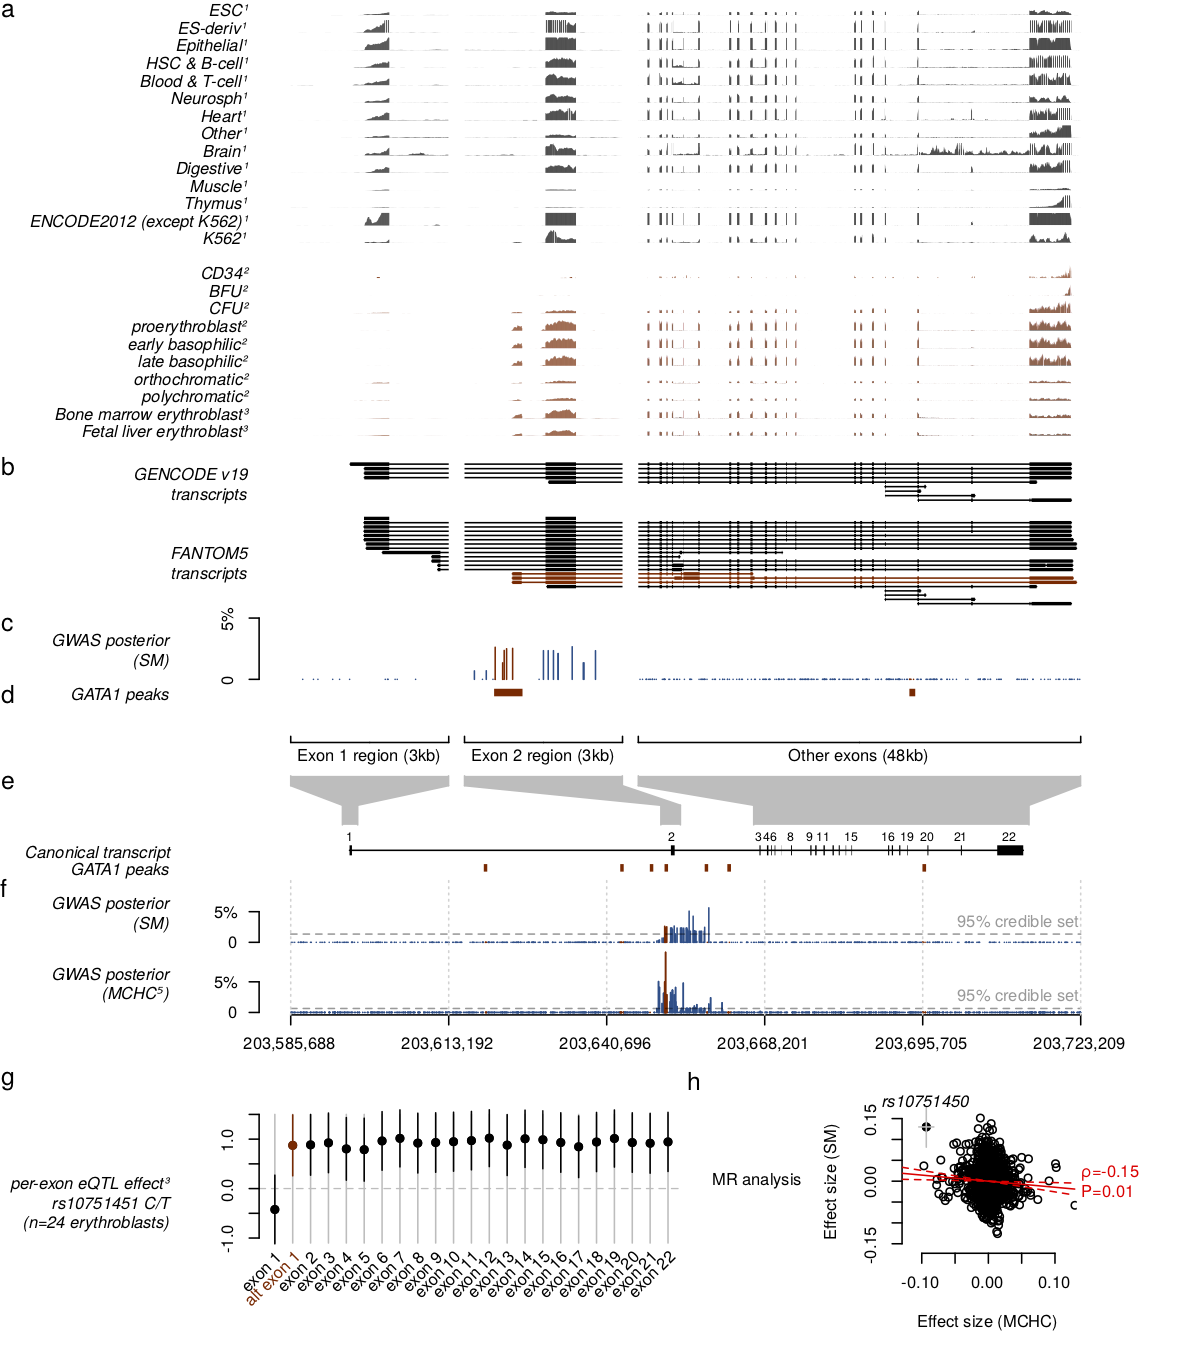 a
ESC¹
ES-deriv¹
Epithelial¹
HSC & B-cell¹
Blood & T-cell¹
Neurosph¹
Heart¹
Other¹
Brain¹
Digestive¹
Muscle¹
Thymus¹
ENCODE2012 (except K562)¹
K562¹
CD34²
BFU²
CFU²
proerythroblast²
early basophilic²
late basophilic²
orthochromatic²
polychromatic²
Bone marrow erythroblast³
Fetal liver erythroblast³
b
GENCODE v19
transcripts
FANTOM5
transcripts
c
GWAS posterior
(SM)
5%
0
d
GATA1 peaks
Exon 1 region (3kb)
Exon 2 region (3kb)
Other exons (48kb)
e
1
2
346 8 9 11 15 16 19 20 21 22
Canonical transcript
GATA1 peaks
f
GWAS posterior
(SM)
5%
0
95% credible set
GWAS posterior
(MCHC⁵)
5%
0
95% credible set
203,585,688
203,613,192
203,640,696
203,668,201
203,695,705
203,723,209
g
per-exon eQTL effect³
rs10751451 C/T
(n=24 erythroblasts)
1.0
0.0
-1.0
exon 1
alt exon 1
exon 2
exon 3
exon 4
exon 5
exon 6
exon 7
exon 8
exon 9
exon 10
exon 11
exon 12
exon 13
exon 14
exon 15
exon 16
exon 17
exon 18
exon 19
exon 20
exon 21
exon 22
h
MR analysis
rs10751450
Effect size (SM)
0.15
0.00
-0.15
ρ=-0.15
P=0.01
-0.10
0.00
0.10
Effect size (MCHC)